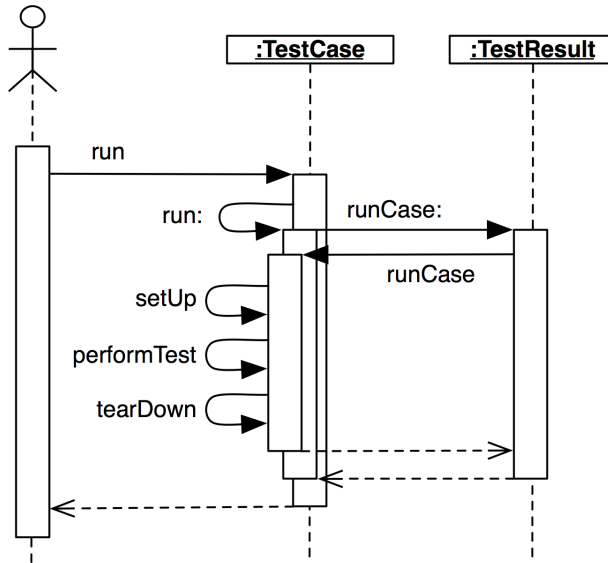 :TestCase
:TestResult
run
run:
runCase:
runCase
setUp
performTest
tearDown